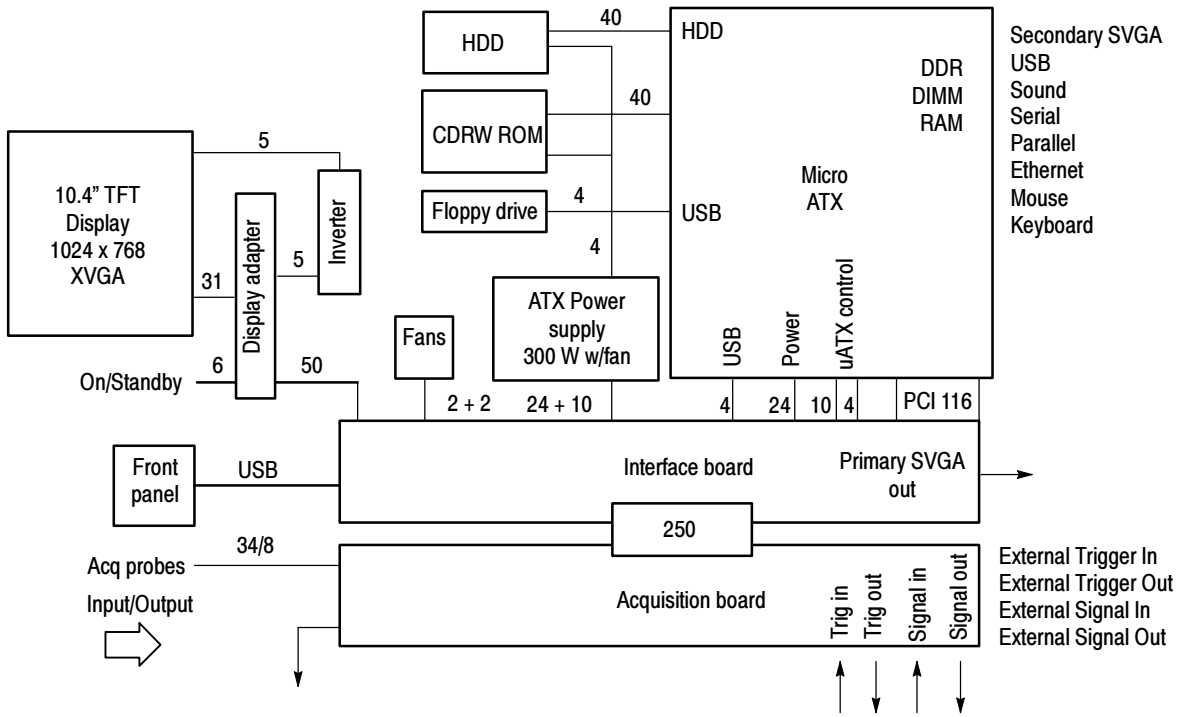 40
HDD
HDD
DDR
DIMM
RAM
Secondary SVGA
USB
Sound
Serial
Parallel
Ethernet
Mouse
Keyboard
40
CDRW ROM
5
10.4” TFT
Display
1024 x 768
XVGA
Micro
ATX
Floppy drive
4
USB
Display adapter
Inverter
5
31
4
ATX Power
supply
300 W w/fan
Fans
USB
Power
uATX control
On/Standby
6
50
2 + 2
24 + 10
4
24
10
4
PCI 116
Front
panel
USB
Interface board
Primary SVGA
out
250
34/8
Acq probes
Input/Output
Acquisition board
Trig in
Trig out
Signal in
Signal out
External Trigger In
External Trigger Out
External Signal In
External Signal Out